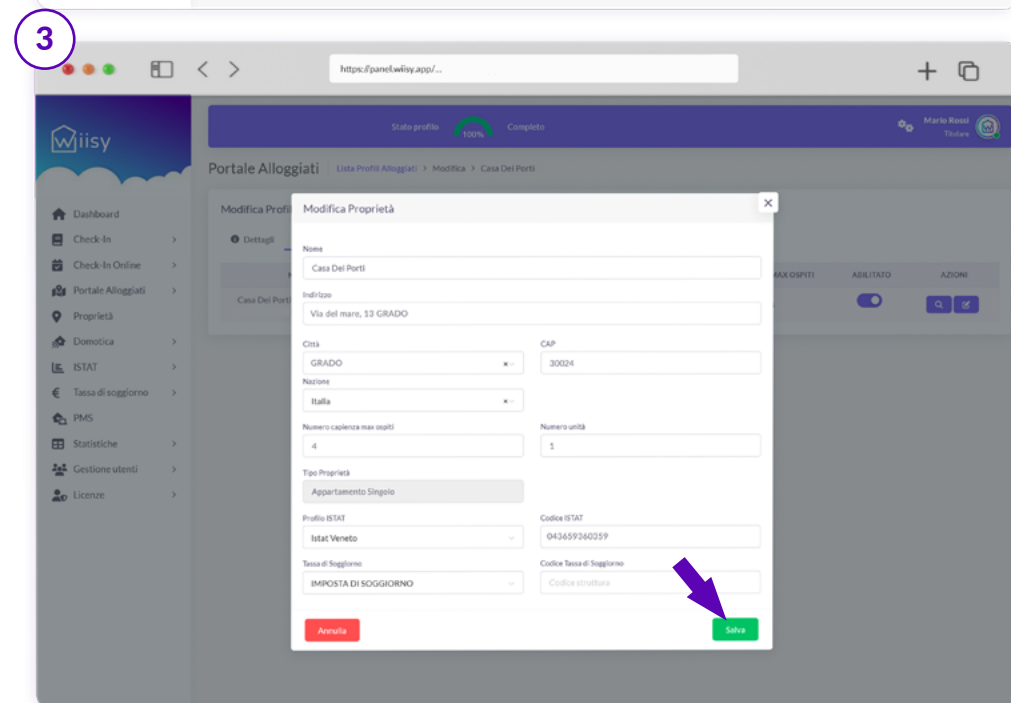 3
https://panel.wiisy.app/...
wiisy
Stato profilo 100% Completo
Mario Rossi
Titolare
Portale Alloggiati Lista Profili Alloggiati > Modifica > Casa Dei Porti
Dashboard
Check-In
Check-In Online
Portale Alloggiati
Proprietà
Domotica
ISTAT
Tassa di soggiorno
PMS
Statistiche
Gestione utenti
Licenze
Modifica Profi
Dettagli
MAX OSPITI ABILITATO AZIONI
Casa Dei Porti
Modifica Proprietà
Nome
Casa Dei Porti
Indirizzo
Via del mare, 13 GRADO
Città CAP
GRADO 30024
Nazione
Italia
Numero capienza max ospiti Numero unità
4 1
Tipo Proprietà
Appartamento Singolo
Profilo ISTAT Codice ISTAT
Istat Veneto 043659360359
Tassa di Soggiorno Codice Tassa di Soggiorno
IMPOSTA DI SOGGIORNO Codice struttura
Annulla Salva